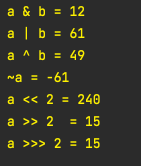 a & b = 12
a | b = 61
a ^ b = 49
~a = -61
a << 2 = 240
a >> 2  = 15
a >>> 2 = 15